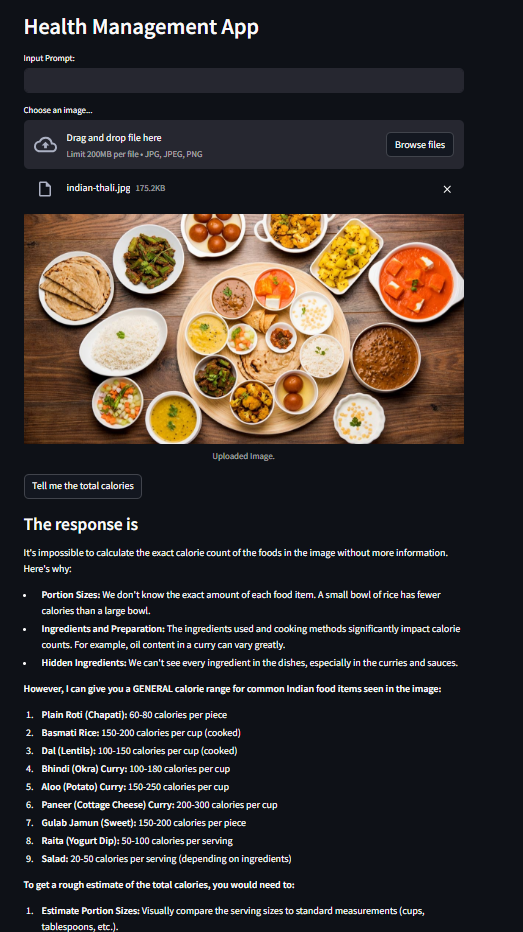 Health Management App
Input Prompt:
Choose an image...
Drag and drop file here
Limit 200MB per file • JPG, JPEG, PNG
Browse files
indian-thali.jpg 175.2KB
Uploaded Image.
Tell me the total calories
The response is
It's impossible to calculate the exact calorie count of the foods in the image without more information.
Here's why:
• Portion Sizes: We don't know the exact amount of each food item. A small bowl of rice has fewer
calories than a large bowl.
• Ingredients and Preparation: The ingredients used and cooking methods significantly impact calorie
counts. For example, oil content in a curry can vary greatly.
• Hidden Ingredients: We can't see every ingredient in the dishes, especially in the curries and sauces.
However, I can give you a GENERAL calorie range for common Indian food items seen in the image:
1. Plain Roti (Chapati): 60-80 calories per piece
2. Basmati Rice: 150-200 calories per cup (cooked)
3. Dal (Lentils): 100-150 calories per cup (cooked)
4. Bhindi (Okra) Curry: 100-180 calories per cup
5. Aloo (Potato) Curry: 150-250 calories per cup
6. Paneer (Cottage Cheese) Curry: 200-300 calories per cup
7. Gulab Jamun (Sweet): 150-200 calories per piece
8. Raita (Yogurt Dip): 50-100 calories per serving
9. Salad: 20-50 calories per serving (depending on ingredients)
To get a rough estimate of the total calories, you would need to:
1. Estimate Portion Sizes: Visually compare the serving sizes to standard measurements (cups,
tablespoons, etc.).